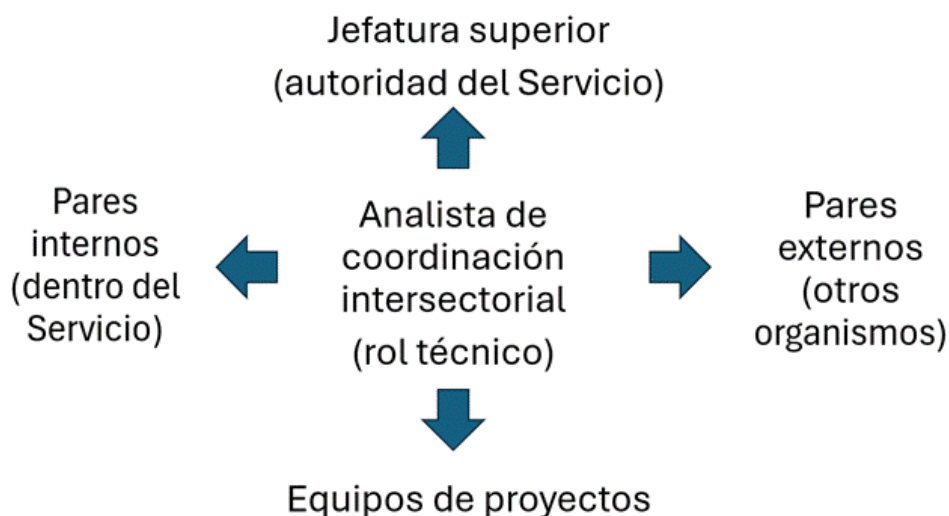 Jefatura superior
(autoridad del Servicio)
Pares
internos
(dentro del
Servicio)
Analista de
coordinación
intersectorial
(rol técnico)
Pares
externos
(otros
organismos)
Equipos de proyectos